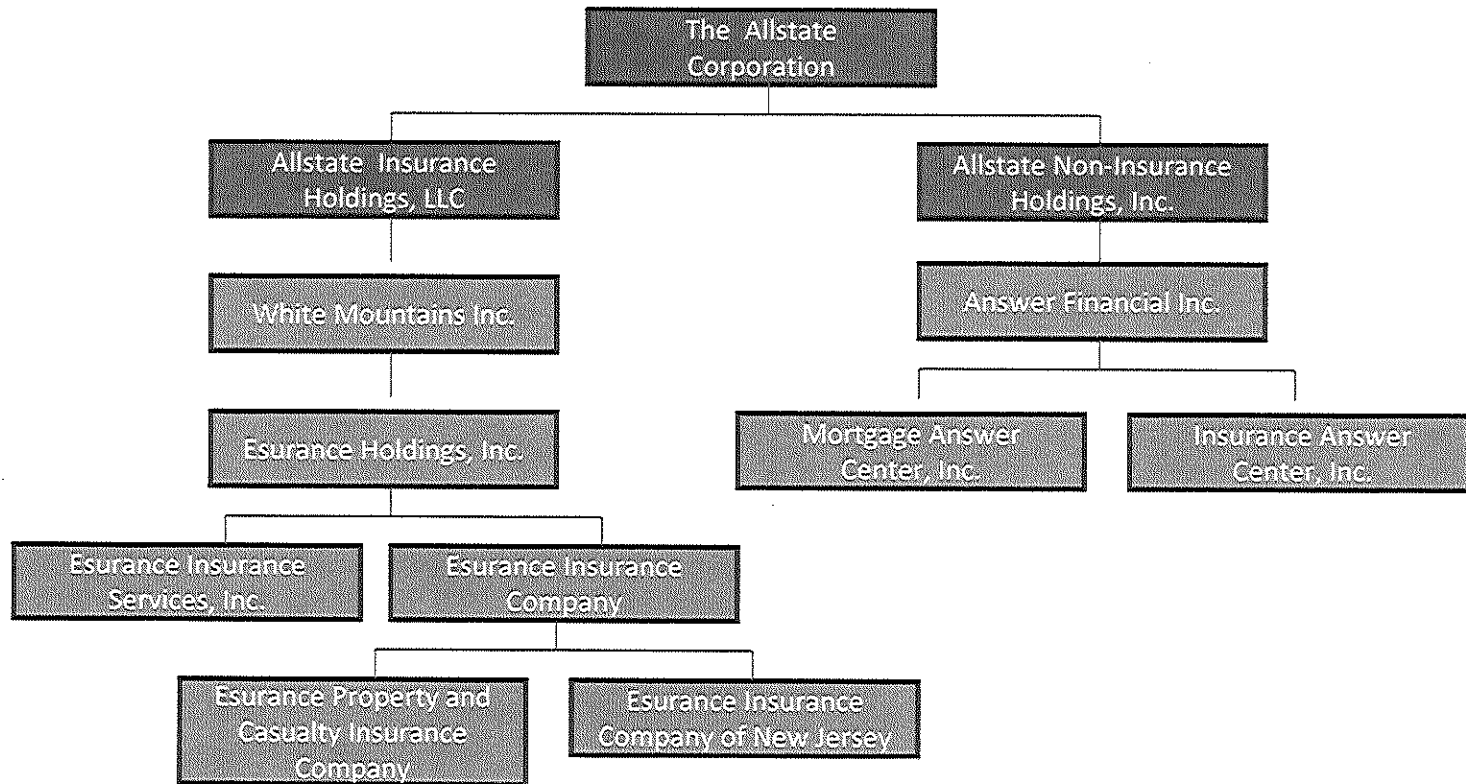 The Allstate
Corporation
Allstate Insurance
Holdings, LLC
Allstate Non-Insurance
Holdings, Inc.
White Mountains Inc.
Answer Financial Inc.
Esurance Holdings, Inc.
Mortgage Answer
Center, Inc.
Insurance Answer
Center, Inc.
Esurance Insurance
Services, Inc.
Esurance Insurance
Company
Esurance Property and
Casualty Insurance
Company
Esurance Insurance
Company of New Jersey